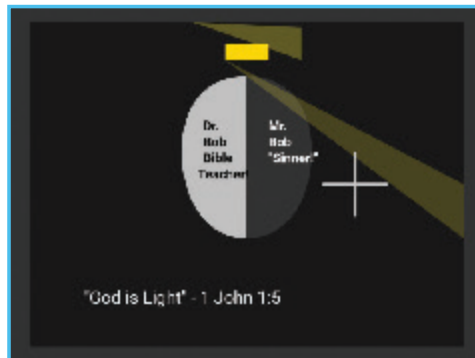 Dr.
Bob
Bible
Teacher!
Mr.
Bob
"Sinner!"
"God is Light" - 1 John 1:5